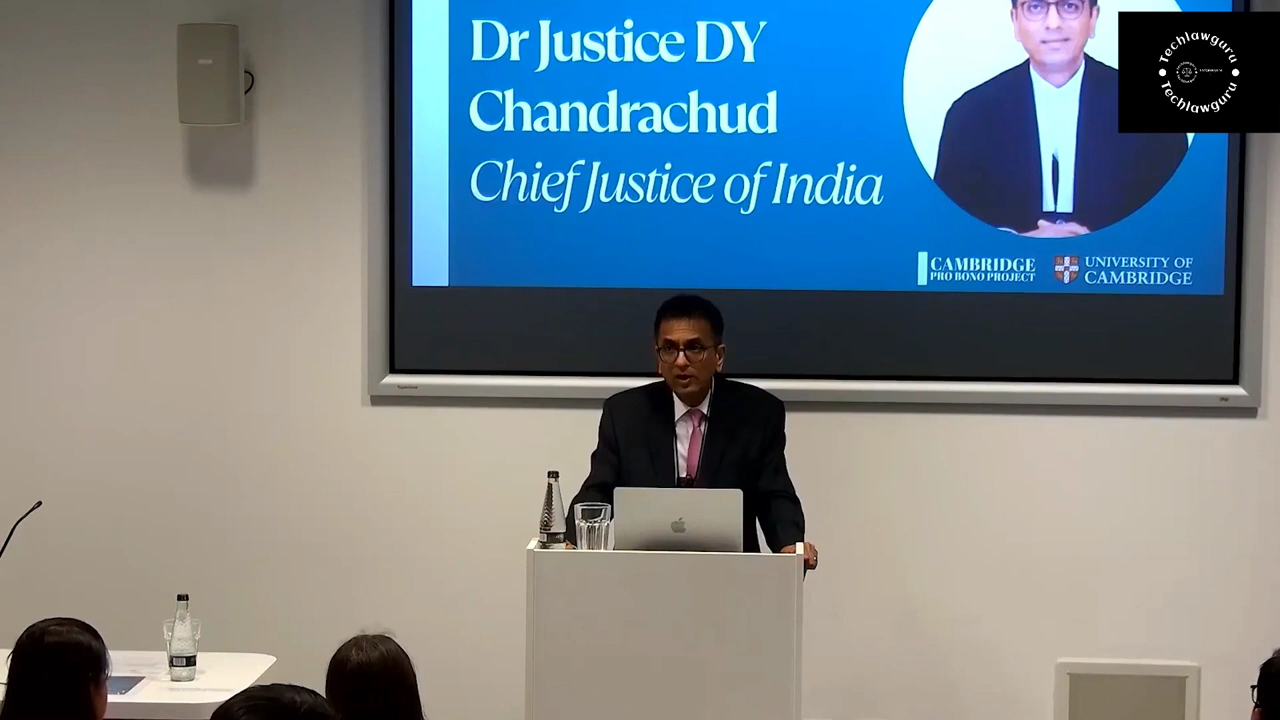 Dr Justice DY
Chandrachud
Chief Justice of India
CAMBRIDGE
PRO BONO PROJECT
UNIVERSITY OF
CAMBRIDGE
Techlawguru
Techlawguru